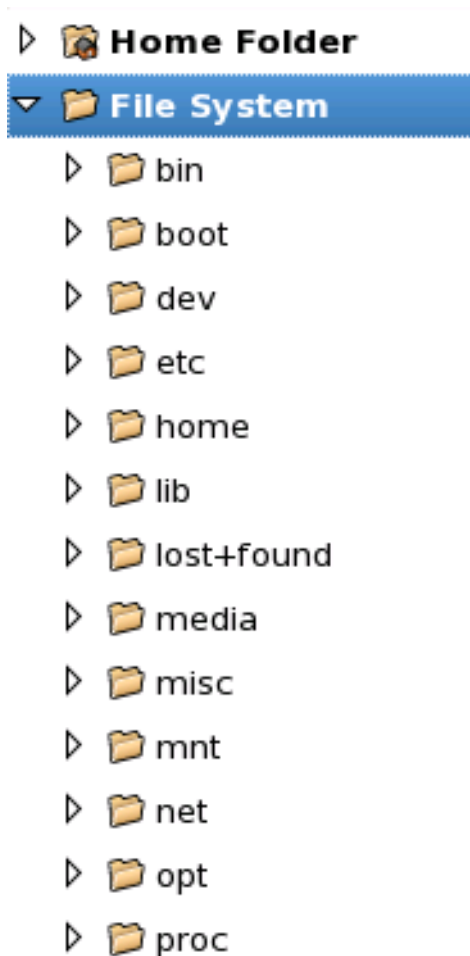 Home Folder
File System
bin
boot
dev
etc
home
lib
lost+found
media
misc
mnt
net
opt
proc